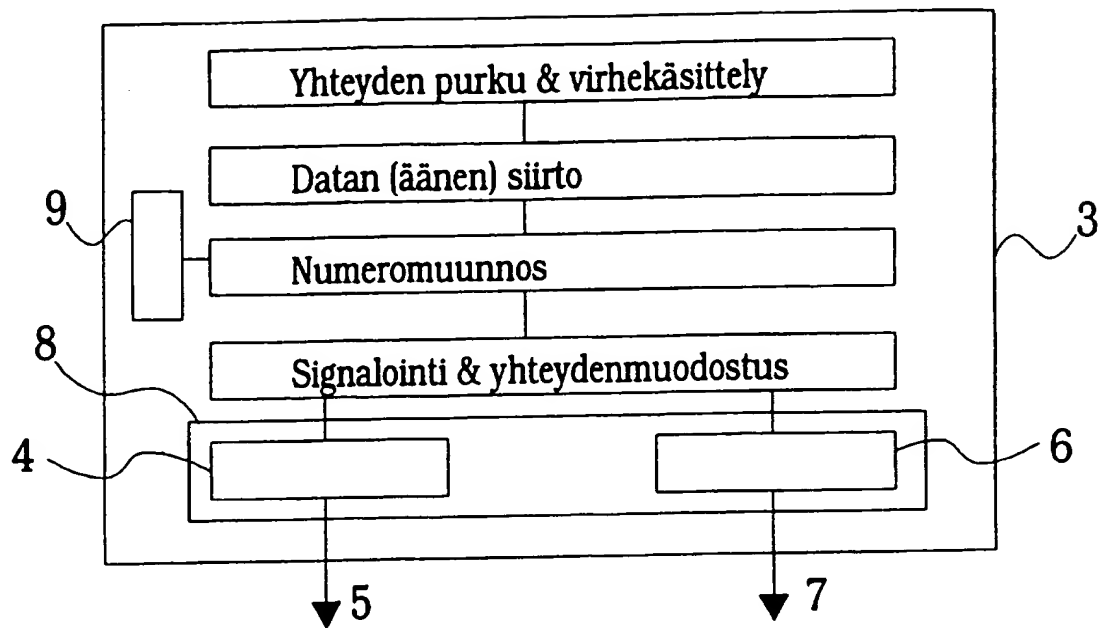 Yhteyden purku & virhekäsittely
Datan (äänen) siirto
9
3
Numeromuunnos
8
Signalointi & yhteydenmuodostus
4
6
5
7